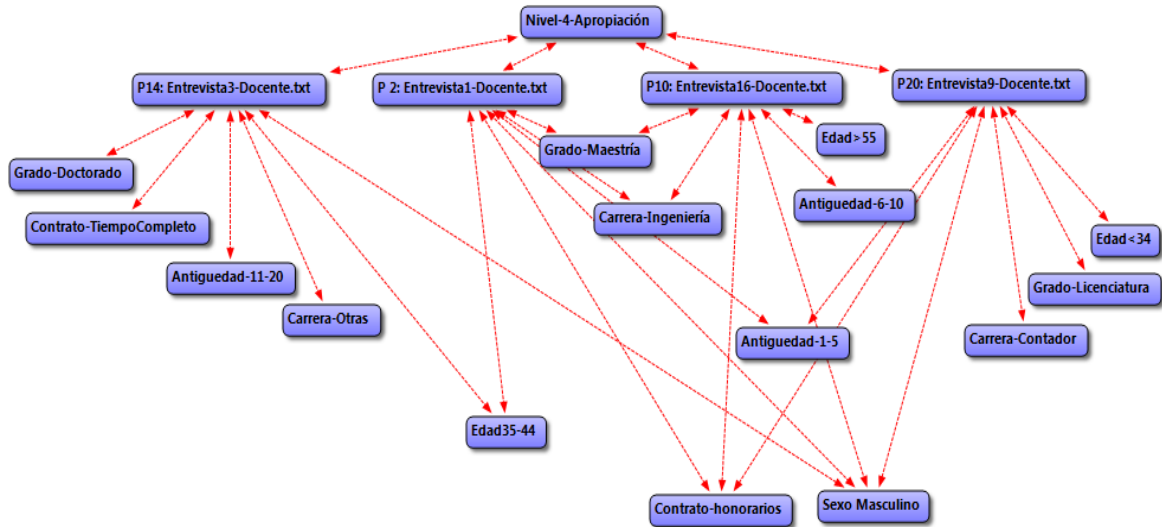 Nivel-4-Apropiación
P14: Entrevista3-Docente.txt
P 2: Entrevista1-Docente.txt
P10: Entrevista16-Docente.txt
P20: Entrevista9-Docente.txt
Edad>55
Grado-Maestría
Grado-Doctorado
Antiguedad-6-10
Carrera-Ingeniería
Contrato-TiempoCompleto
Edad<34
Antiguedad-11-20
Grado-Licenciatura
Carrera-Otras
Antiguedad-1-5
Carrera-Contador
Edad35-44
Contrato-honorarios
Sexo Masculino